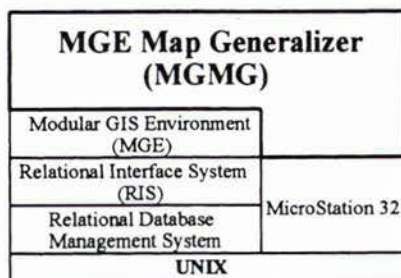 MGE Map Generalizer
(MGMG)
Modular GIS Environment
(MGE)
Relational Interface System
(RIS)
MicroStation 32
Relational Database
Management System
UNIX